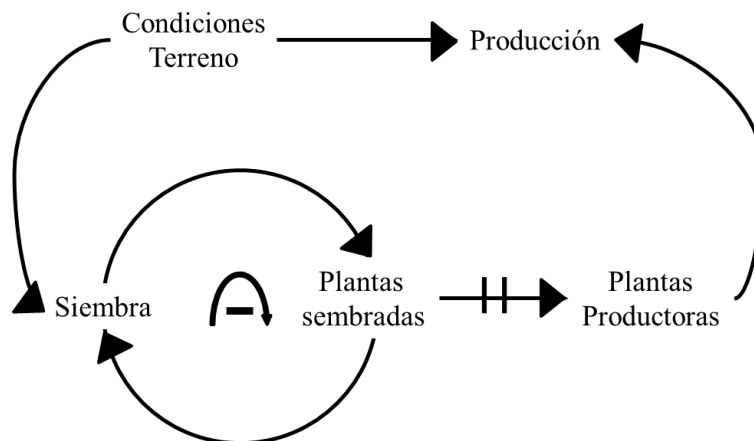 Condiciones
Terreno
Producción
Siembra
Plantas
sembradas
Plantas
Productoras